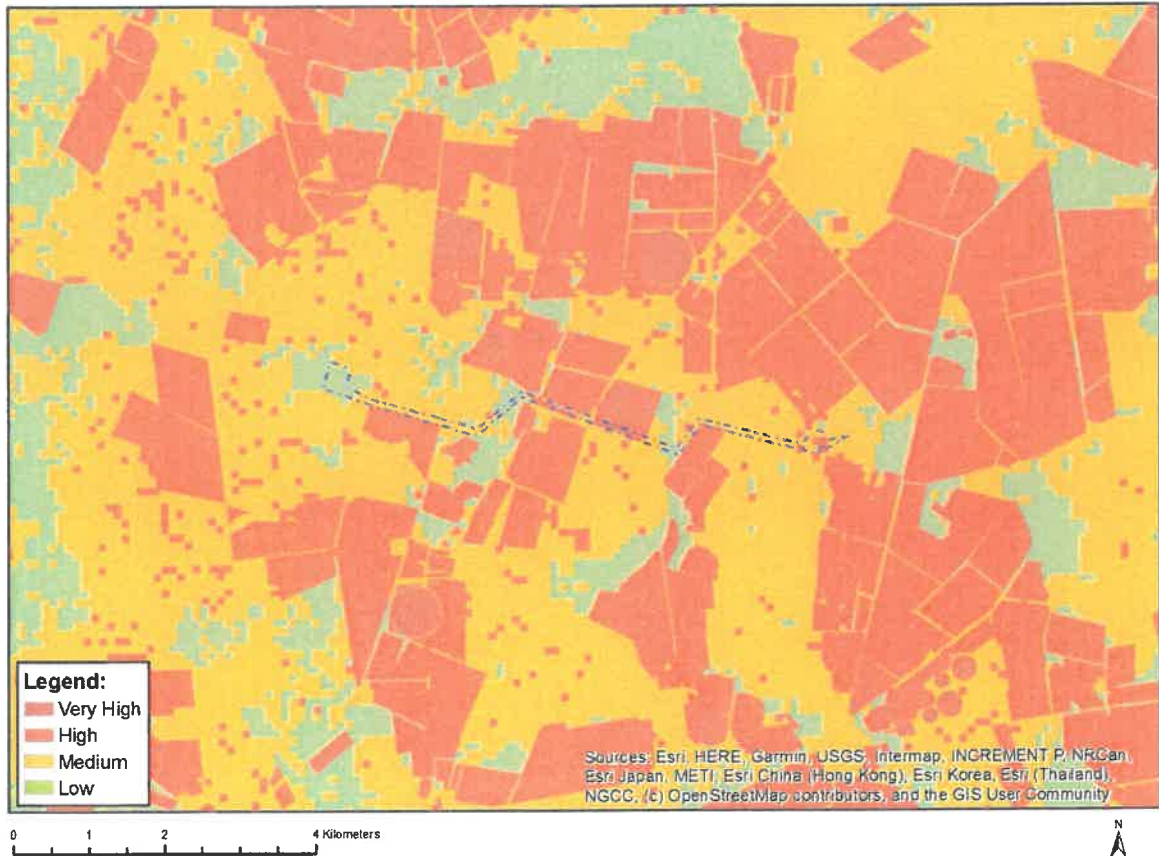 Legend:
Very High
High
Medium
Low
Sources: Esri, HERE, Garmin, USGS, Intermap, INCREMENT P, NRCan,
Esri Japan, METI, Esri China (Hong Kong), Esri Korea, Esri (Thailand),
NGCC, (c) OpenStreetMap contributors, and the GIS User Community
0 1 2 4 Kilometers
N